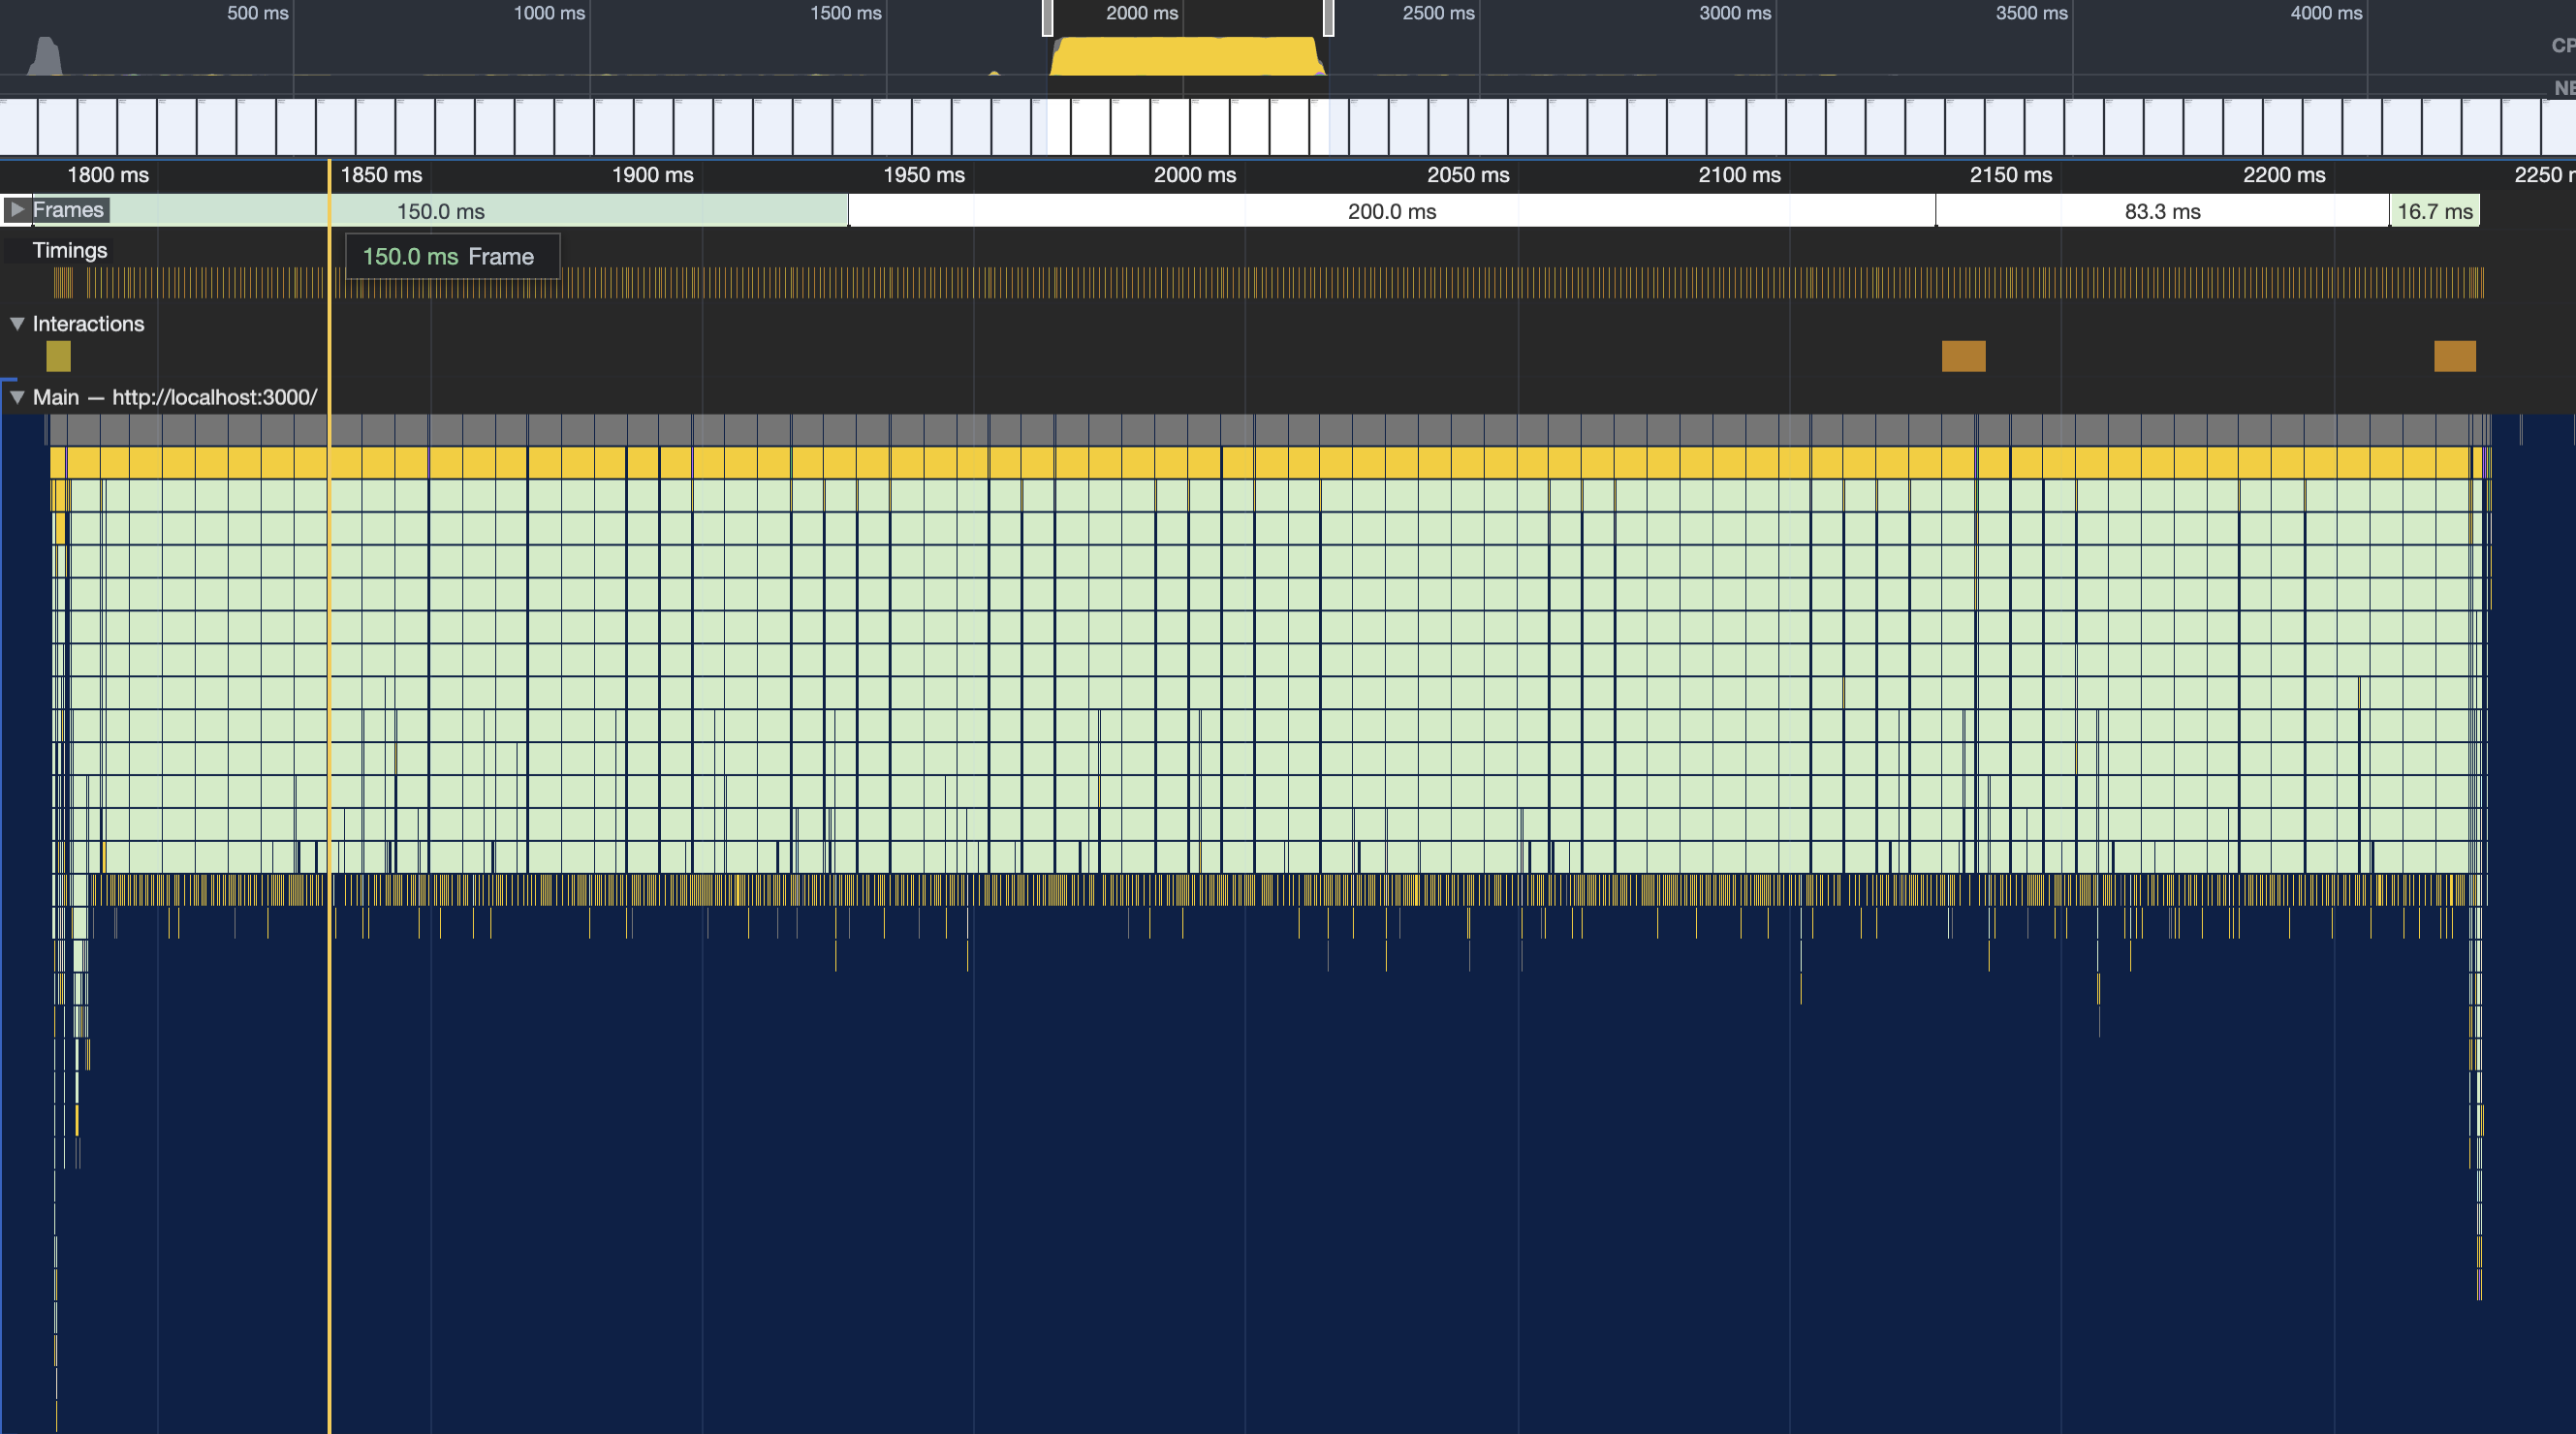 500 ms 1000 ms 1500 ms 2000 ms 2500 ms 3000 ms 3500 ms 4000 ms
CP
NE
1800 ms 1850 ms 1900 ms 1950 ms 2000 ms 2050 ms 2100 ms 2150 ms 2200 ms 2250 m
Frames 150.0 ms 200.0 ms 83.3 ms 16.7 ms
Timings
150.0 ms Frame
Interactions
Main — http://localhost:3000/